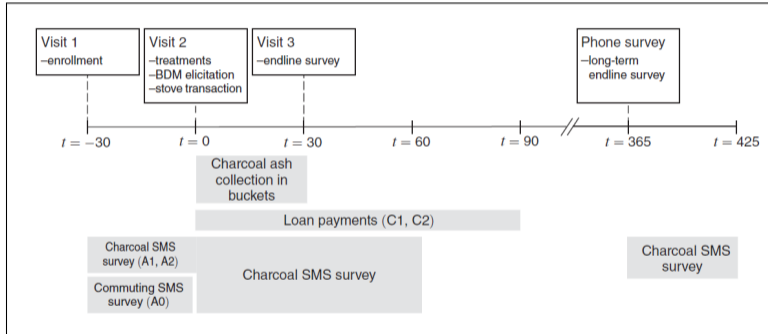 Visit 1
–enrollment
Visit 2
–treatments
–BDM elicitation
–stove transaction
Visit 3
–endline survey
Phone survey
–long-term
endline survey
t = −30
t = 0
t = 30
t = 60
t = 90
t = 365
t = 425
Charcoal ash
collection in
buckets
Loan payments (C1, C2)
Charcoal SMS
survey (A1, A2)
Commuting SMS
survey (A0)
Charcoal SMS survey
Charcoal SMS
survey